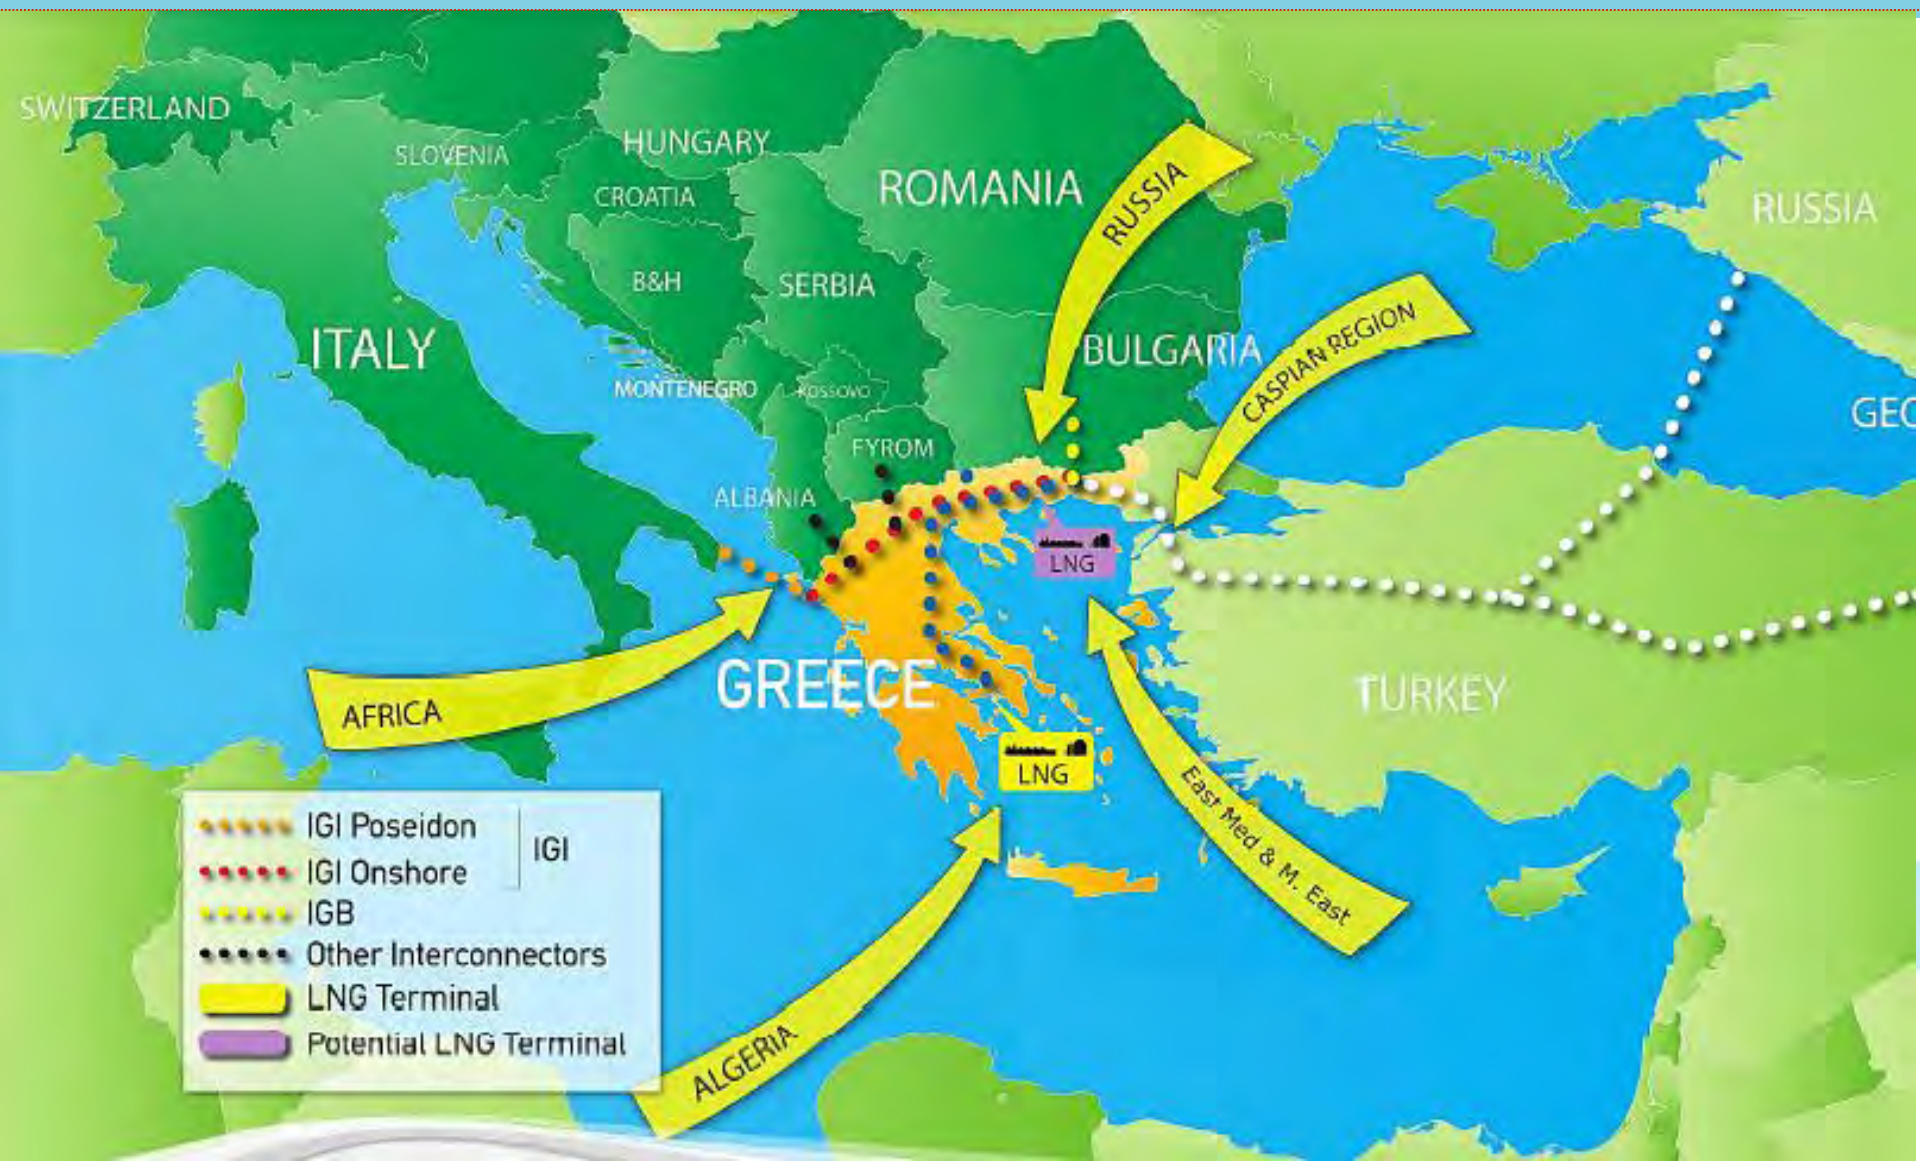 SWITZERLAND
SLOVENIA
HUNGARY
CROATIA
ROMANIA
RUSSIA
RUSSIA
B&H
SERBIA
ITALY
BULGARIA
CASPIAN REGION
MONTENEGRO
KOSSOVO
GEO
FYROM
ALBANIA
LNG
GREECE
TURKEY
AFRICA
LNG
East Med & M. East
IGI Poseidon
IGI
IGI Onshore
IGB
Other Interconnectors
LNG Terminal
Potential LNG Terminal
ALGERIA